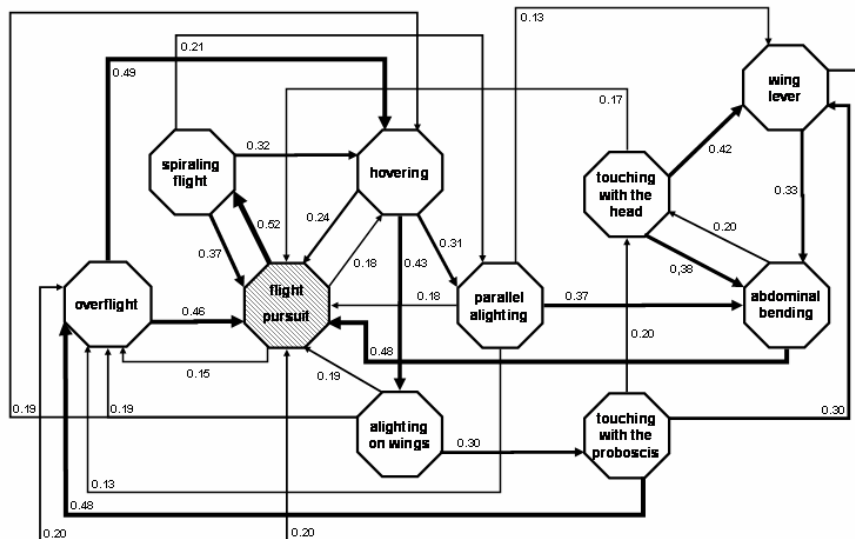 0.13
0.21
0.49
wing
lever
0.17
0.32
spiraling
flight
hovering
0.42
touching
with the
head
0.33
0.52
0.24
0.37
0.31
0.20
0.18
0.43
0,38
overflight
flight
pursuit
parallel
alighting
abdominal
bending
0.46
0.18
0.37
0.20
0.48
0.15
0.19
alighting
on wings
touching
with the
proboscis
0.19
0.19
0.30
0.30
0.13
0.48
0.20
0.20